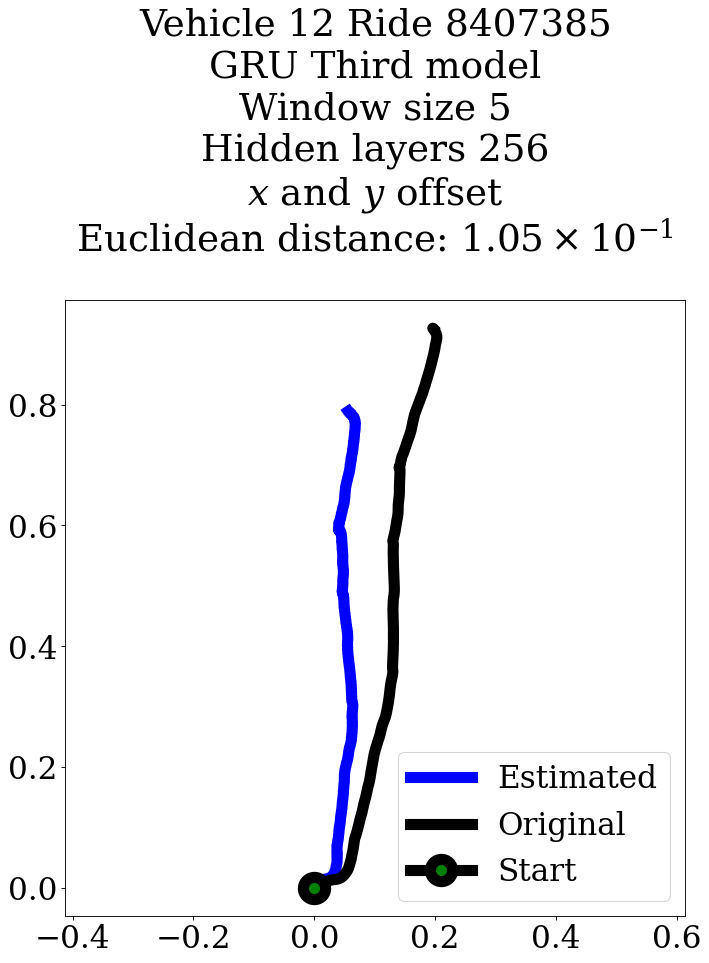 Vehicle 12 Ride 8407385
GRU Third model
Window size 5
Hidden layers 256
x and y offset
Euclidean distance: 1.05 × 10⁻¹
0.8
0.6
0.4
0.2
0.0
−0.4 −0.2 0.0 0.2 0.4 0.6
Estimated
Original
Start